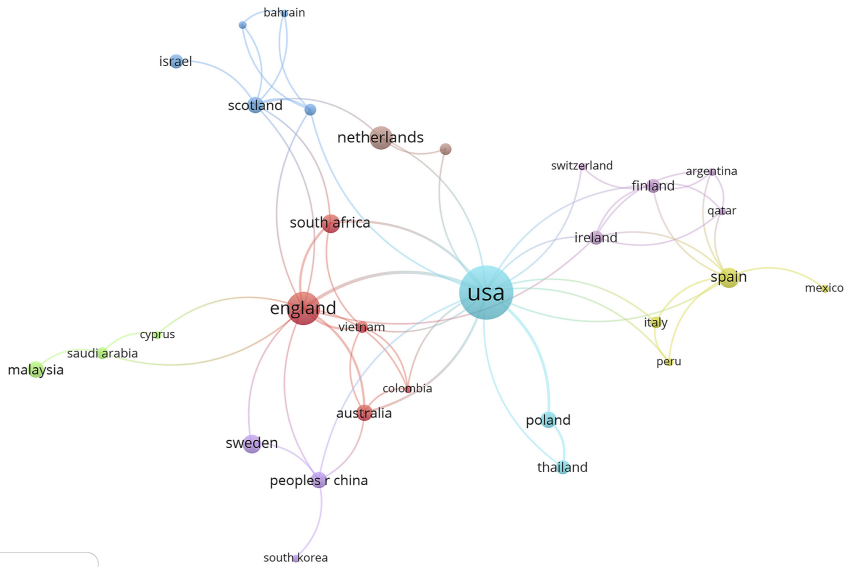 bahrain
israel
scotland
netherlands
switzerland
argentina
finland
qatar
south africa
ireland
spain
mexico
usa
england
vietnam
italy
cyprus
saudi arabia
peru
malaysia
colombia
australia
poland
sweden
thailand
peoples r china
south korea